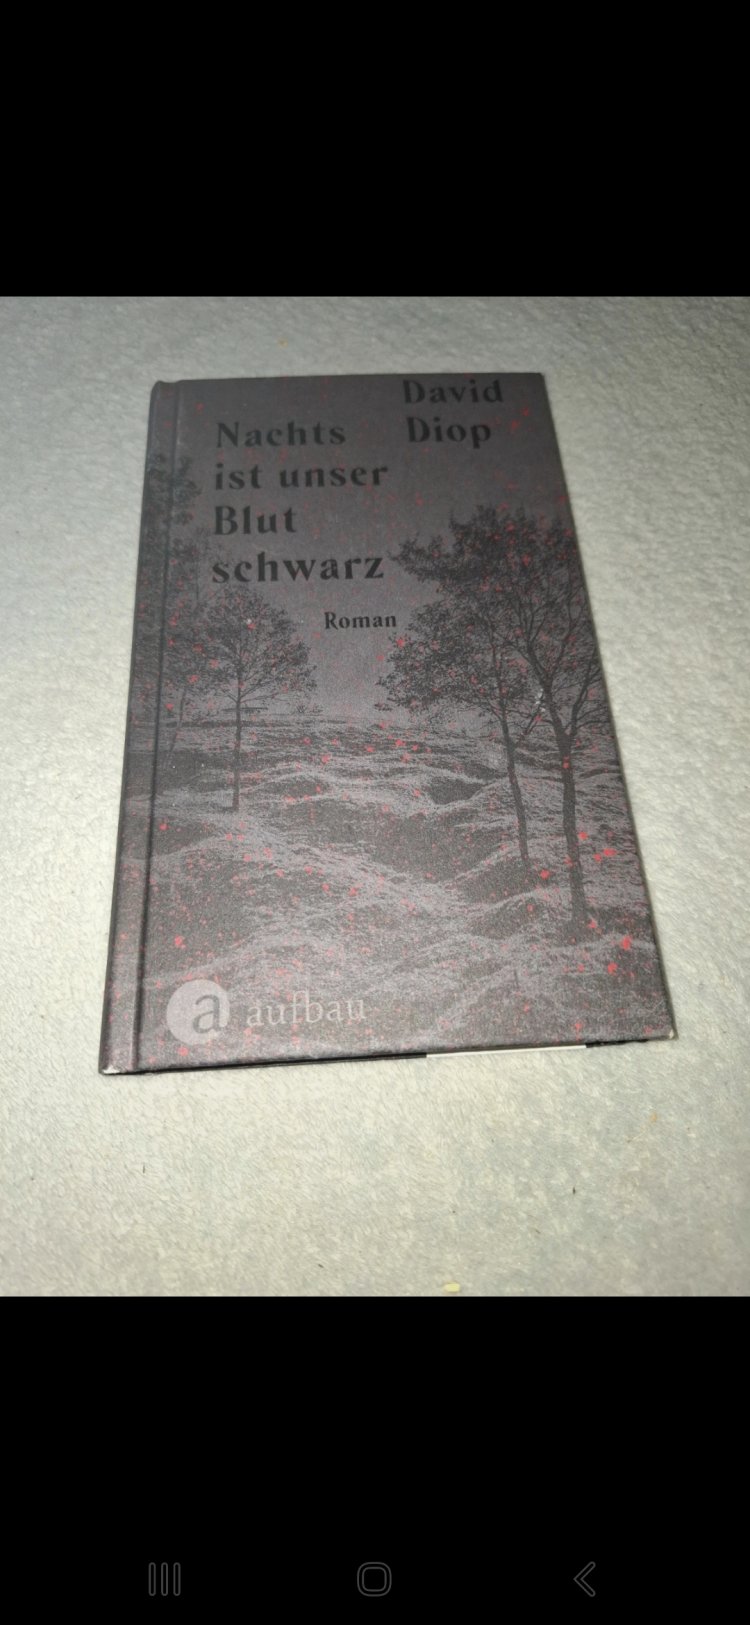 David
Diop
Nachts
ist unser
Blut
schwarz
Roman
a aufbau